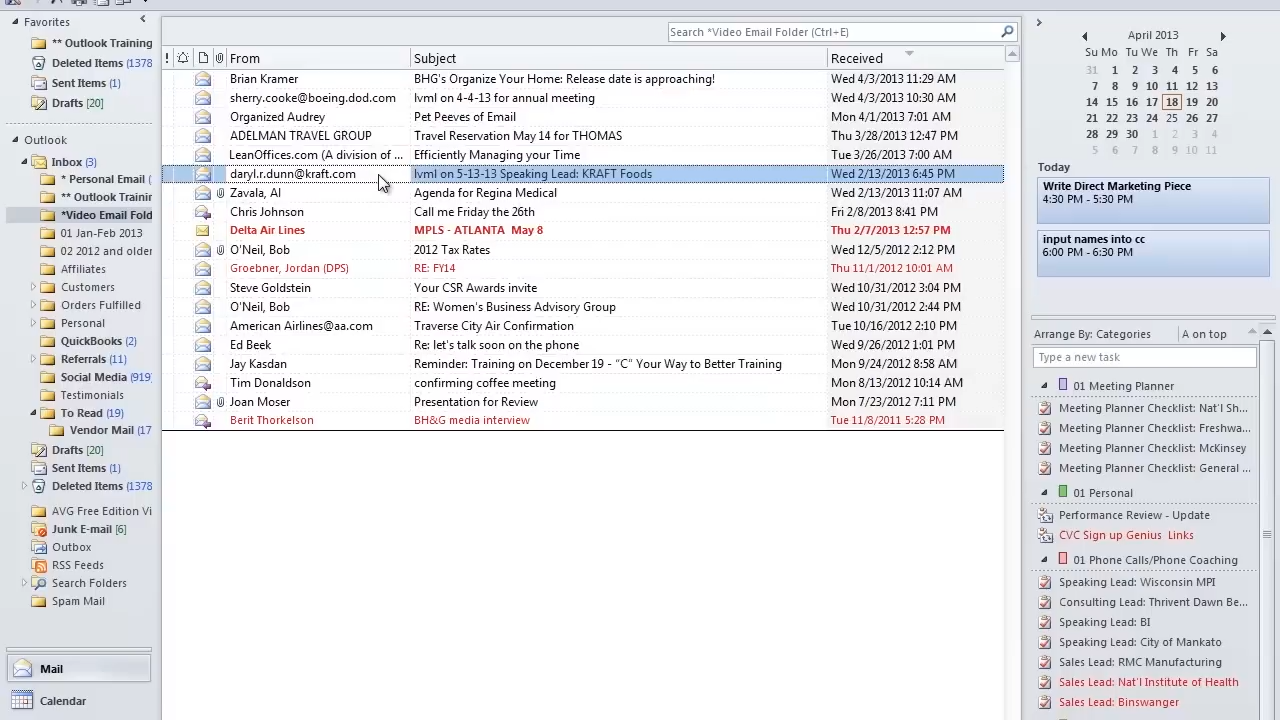 Favorites
** Outlook Training
Deleted Items (1378
Sent Items (1)
Drafts [20]
Outlook
Inbox (3)
* Personal Email (
** Outlook Trainin
*Video Email Fold
01 Jan-Feb 2013
02 2012 and older
Affiliates
Customers
Orders Fulfilled
Personal
QuickBooks (2)
Referrals (11)
Social Media (919)
Testimonials
To Read (19)
Vendor Mail (17
Drafts [20]
Sent Items (1)
Deleted Items (1378
AVG Free Edition Vi
Junk E-mail [6]
Outbox
RSS Feeds
Search Folders
Spam Mail
Mail
Calendar
Search *Video Email Folder (Ctrl+E)
! From Subject Received
Brian Kramer BHG's Organize Your Home: Release date is approaching! Wed 4/3/2013 11:29 AM
sherry.cooke@boeing.dod.com lvml on 4-4-13 for annual meeting Wed 4/3/2013 10:30 AM
Organized Audrey Pet Peeves of Email Mon 4/1/2013 7:01 AM
ADELMAN TRAVEL GROUP Travel Reservation May 14 for THOMAS Thu 3/28/2013 12:47 PM
LeanOffices.com (A division of ... Efficiently Managing your Time Tue 3/26/2013 7:00 AM
daryl.r.dunn@kraft.com lvml on 5-13-13 Speaking Lead: KRAFT Foods Wed 2/13/2013 6:45 PM
Zavala, Al Agenda for Regina Medical Wed 2/13/2013 11:07 AM
Chris Johnson Call me Friday the 26th Fri 2/8/2013 8:41 PM
Delta Air Lines MPLS - ATLANTA May 8 Thu 2/7/2013 12:57 PM
O'Neil, Bob 2012 Tax Rates Wed 12/5/2012 2:12 PM
Groebner, Jordan (DPS) RE: FY14 Thu 11/1/2012 10:01 AM
Steve Goldstein Your CSR Awards invite Wed 10/31/2012 3:04 PM
O'Neil, Bob RE: Women's Business Advisory Group Wed 10/31/2012 2:44 PM
American Airlines@aa.com Traverse City Air Confirmation Tue 10/16/2012 2:10 PM
Ed Beek Re: let's talk soon on the phone Wed 9/26/2012 1:01 PM
Jay Kasdan Reminder: Training on December 19 - “C” Your Way to Better Training Mon 9/24/2012 8:58 AM
Tim Donaldson confirming coffee meeting Mon 8/13/2012 10:14 AM
Joan Moser Presentation for Review Mon 7/23/2012 7:11 PM
Berit Thorkelson BH&G media interview Tue 11/8/2011 5:28 PM
April 2013
Su Mo Tu We Th Fr Sa
31 1 2 3 4 5 6
7 8 9 10 11 12 13
14 15 16 17 18 19 20
21 22 23 24 25 26 27
28 29 30 1 2 3 4
5 6 7 8 9 10 11
Today
Write Direct Marketing Piece
4:30 PM - 5:30 PM
input names into cc
6:00 PM - 6:30 PM
Arrange By: Categories A on top
Type a new task
01 Meeting Planner
Meeting Planner Checklist: Nat'l Sh...
Meeting Planner Checklist: Freshwa...
Meeting Planner Checklist: McKinsey
Meeting Planner Checklist: General ...
01 Personal
Performance Review - Update
CVC Sign up Genius Links
01 Phone Calls/Phone Coaching
Speaking Lead: Wisconsin MPI
Consulting Lead: Thrivent Dawn Be...
Speaking Lead: BI
Speaking Lead: City of Mankato
Sales Lead: RMC Manufacturing
Sales Lead: Nat'l Institute of Health
Sales Lead: Binswanger